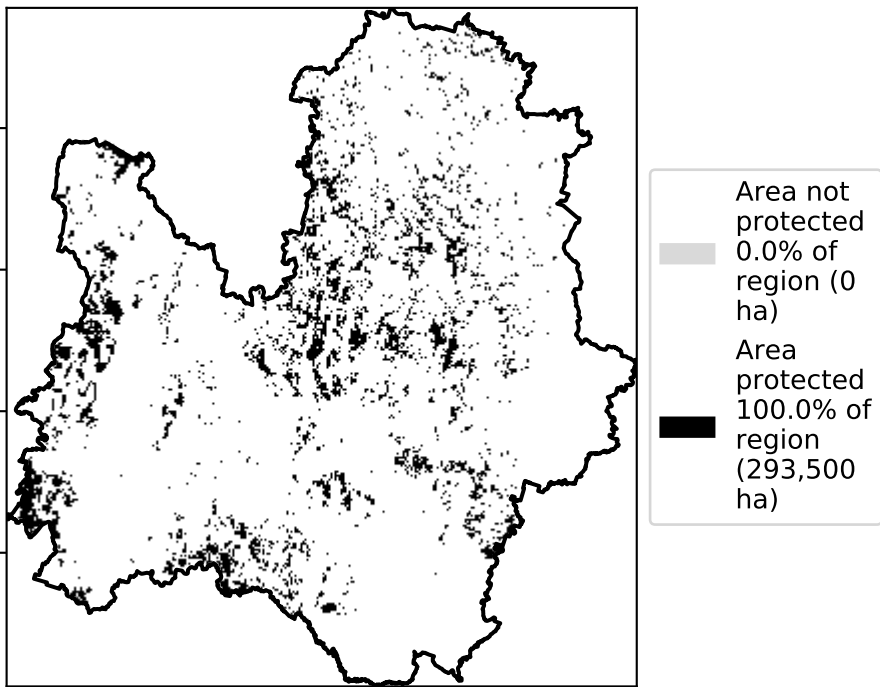 Area not
protected
0.0% of
region (0
ha)
Area
protected
100.0% of
region
(293,500
ha)